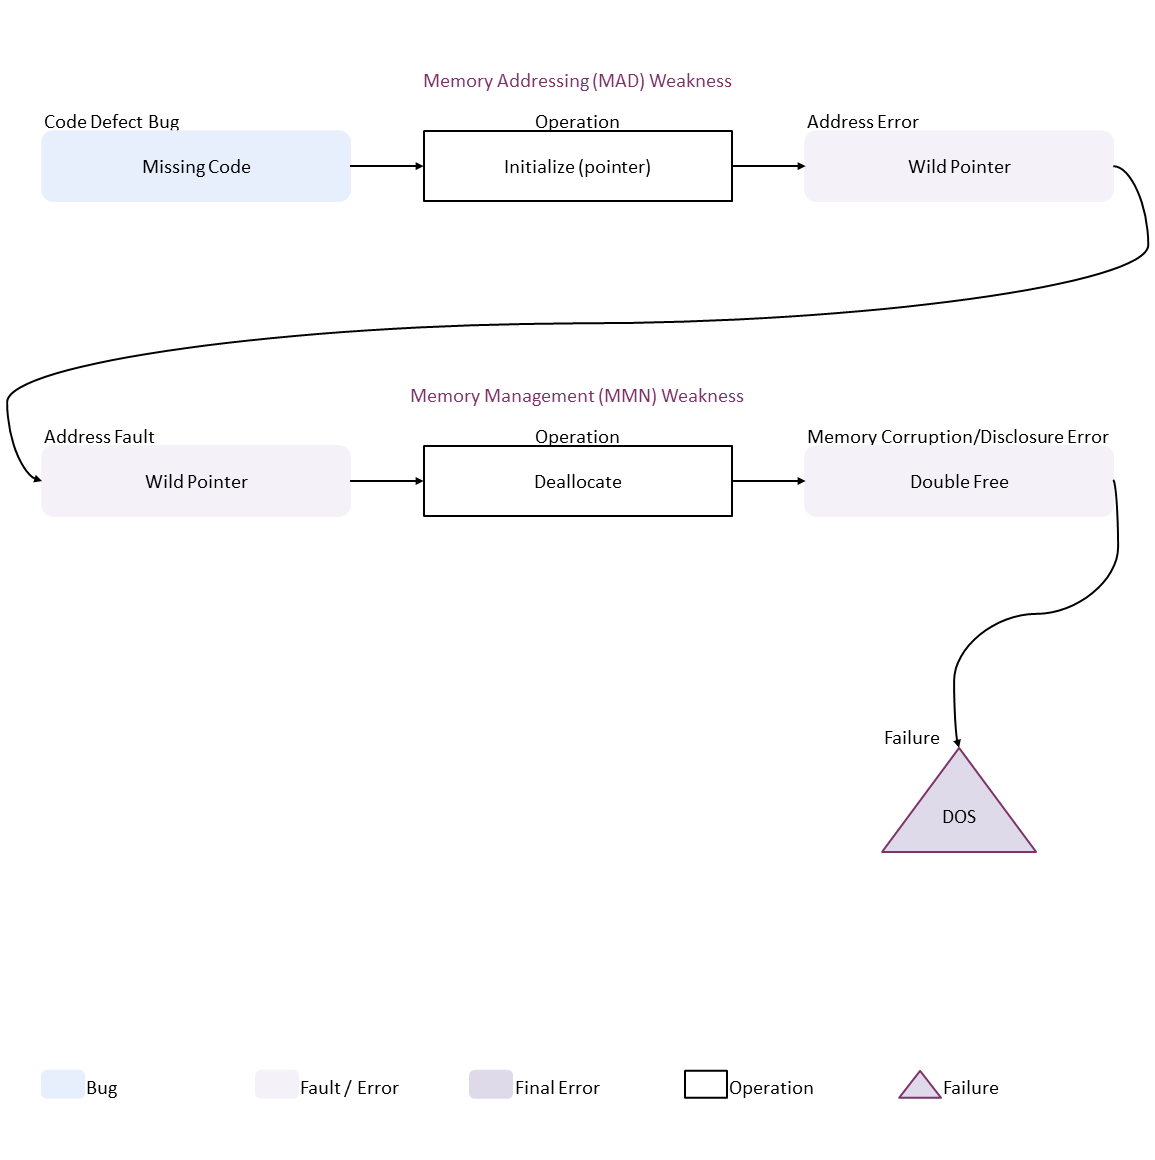 Memory Addressing (MAD) Weakness
Code Defect Bug
Operation
Address Error
Missing Code
Initialize (pointer)
Wild Pointer
Memory Management (MMN) Weakness
Address Fault
Operation
Memory Corruption/Disclosure Error
Wild Pointer
Deallocate
Double Free
Failure
DOS
Bug
Fault / Error
Final Error
Operation
Failure